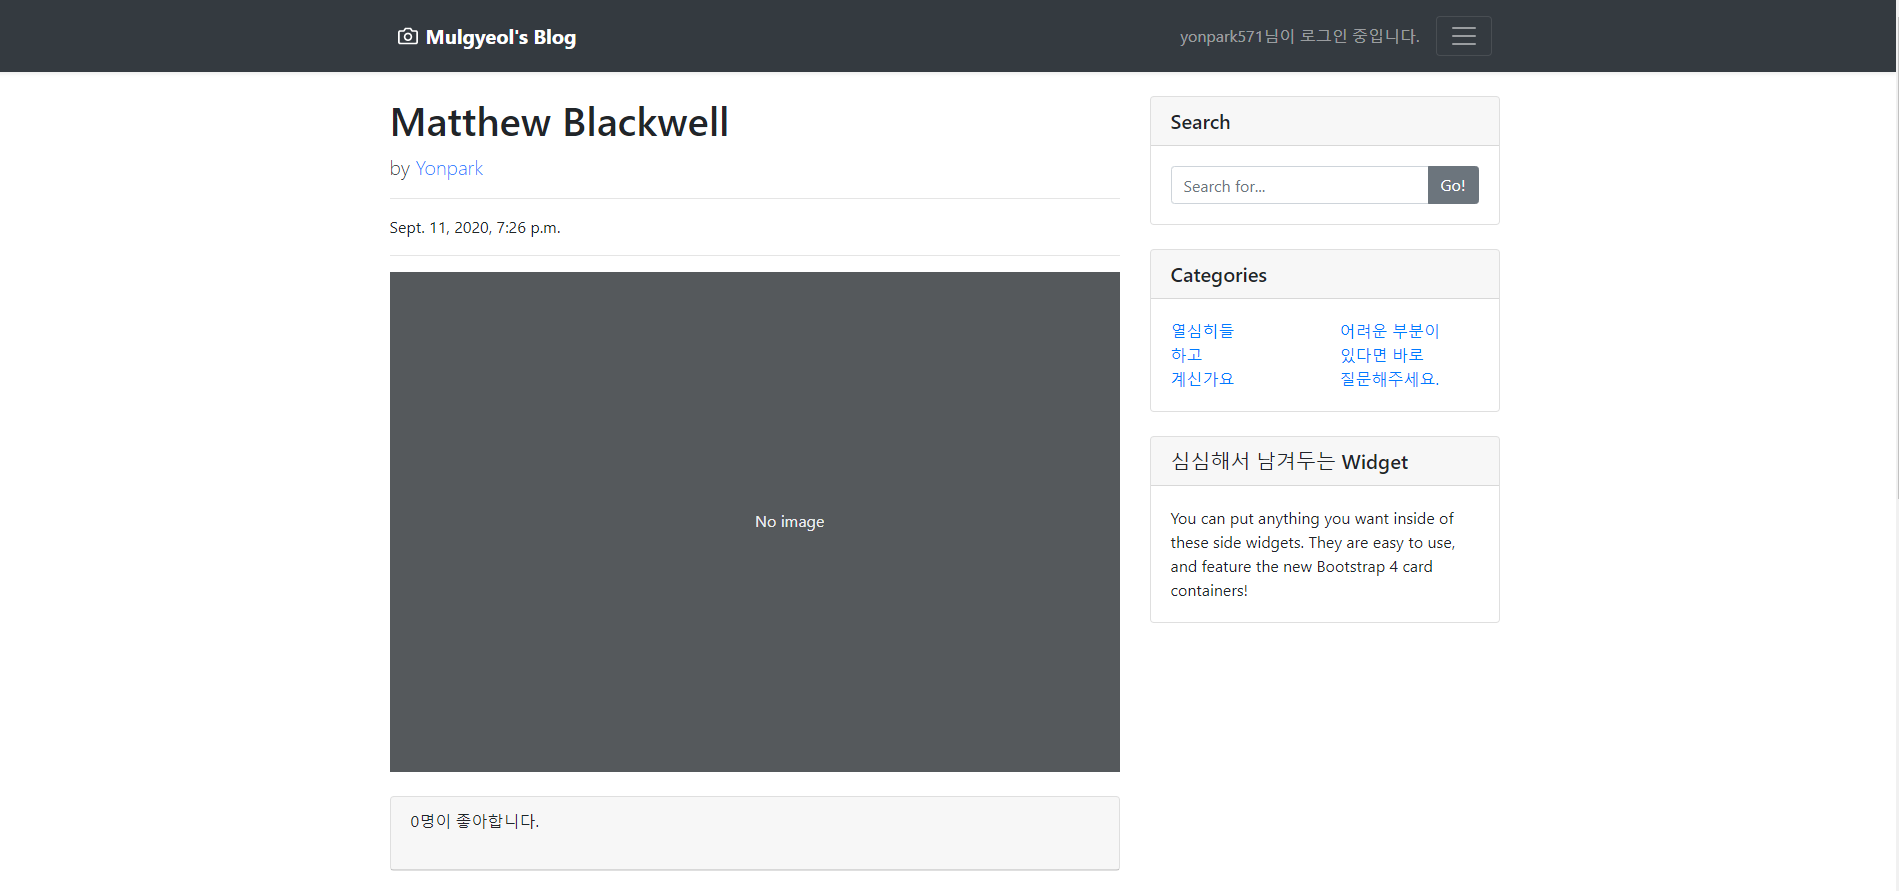 Mulgyeol's Blog
yonpark571님이 로그인 중입니다.
Matthew Blackwell
by Yonpark
Sept. 11, 2020, 7:26 p.m.
No image
0명이 좋아합니다.
Search
Search for...
Go!
Categories
열심히들
하고
계신가요
어려운 부분이
있다면 바로
질문해주세요.
심심해서 남겨두는 Widget
You can put anything you want inside of
these side widgets. They are easy to use,
and feature the new Bootstrap 4 card
containers!